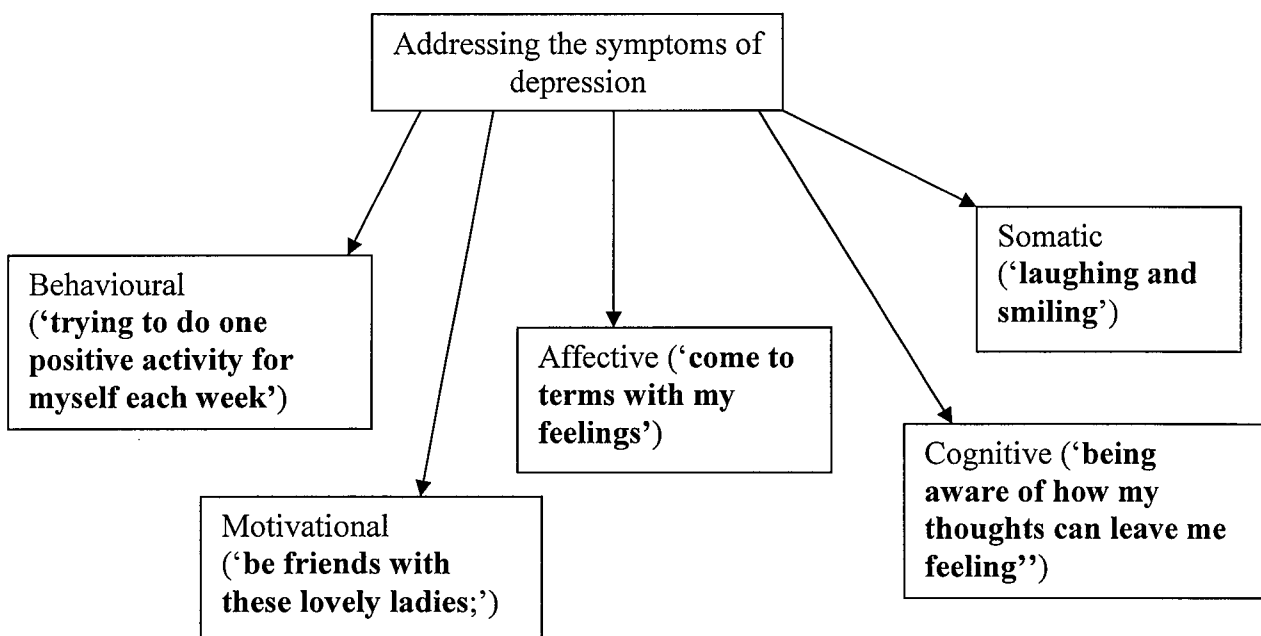 Addressing the symptoms of
depression
Behavioural
(‘trying to do one
positive activity for
myself each week’)
Motivational
(‘be friends with
these lovely ladies;’)
Affective (‘come to
terms with my
feelings’)
Cognitive (‘being
aware of how my
thoughts can leave me
feeling’’)
Somatic
(‘laughing and
smiling’)